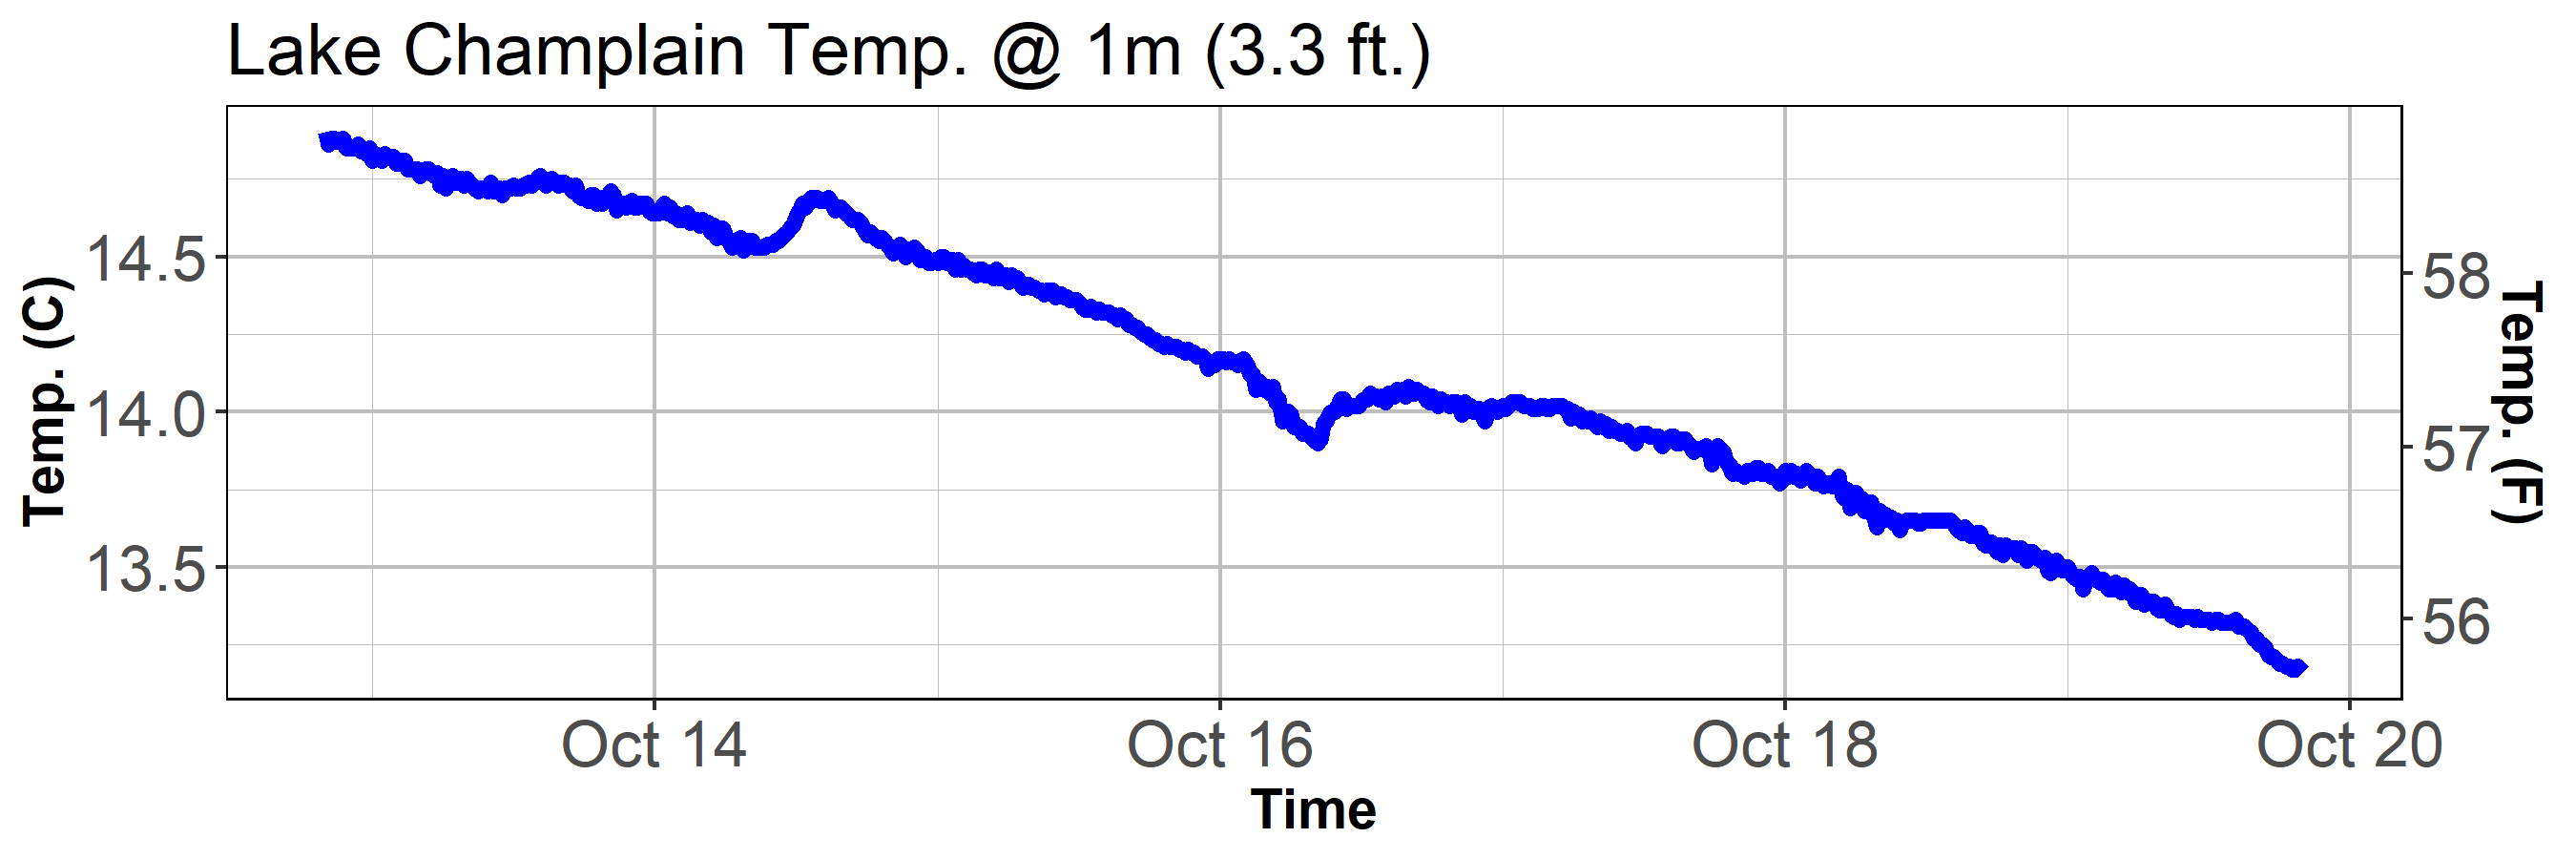 Lake Champlain Temp. @ 1m (3.3 ft.)
Temp. (C)
14.5
14.0
13.5
58
57
56
Temp. (F)
Oct 14
Oct 16
Oct 18
Oct 20
Time